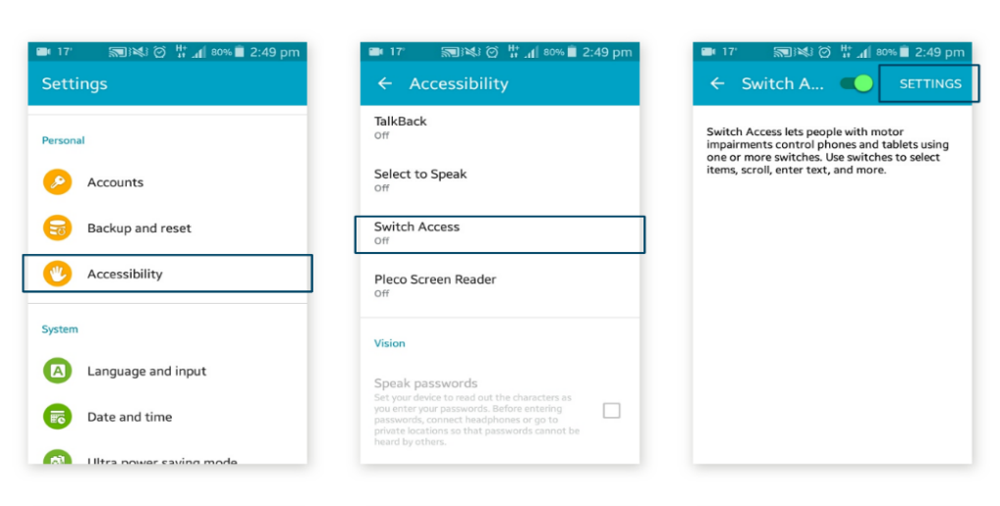 17° 80% 2:49 pm
Settings
Personal
Accounts
Backup and reset
Accessibility
System
Language and input
Date and time
Ultra power saving mode
17° 80% 2:49 pm
Accessibility
TalkBack
Off
Select to Speak
Off
Switch Access
Off
Pleco Screen Reader
Off
Vision
Speak passwords
Set your device to read out the characters as
you enter your passwords. Before entering
passwords, connect headphones or go to
private locations so that passwords cannot be
heard by others.
17° H+ 80% 2:49 pm
Switch A... SETTINGS
Switch Access lets people with motor
impairments control phones and tablets using
one or more switches. Use switches to select
items, scroll, enter text, and more.